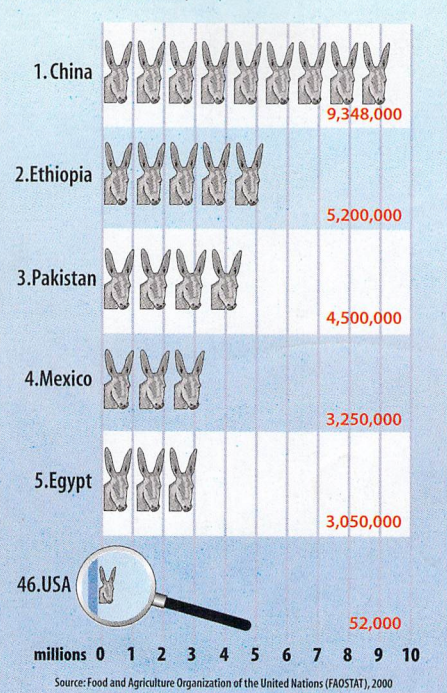 1. China
9,348,000
2.Ethiopia
5,200,000
3.Pakistan
4,500,000
4.Mexico
3,250,000
5.Egypt
3,050,000
46.USA
52,000
millions 0 1 2 3 4 5 6 7 8 9 10
Source: Food and Agriculture Organization of the United Nations (FAOSTAT), 2000